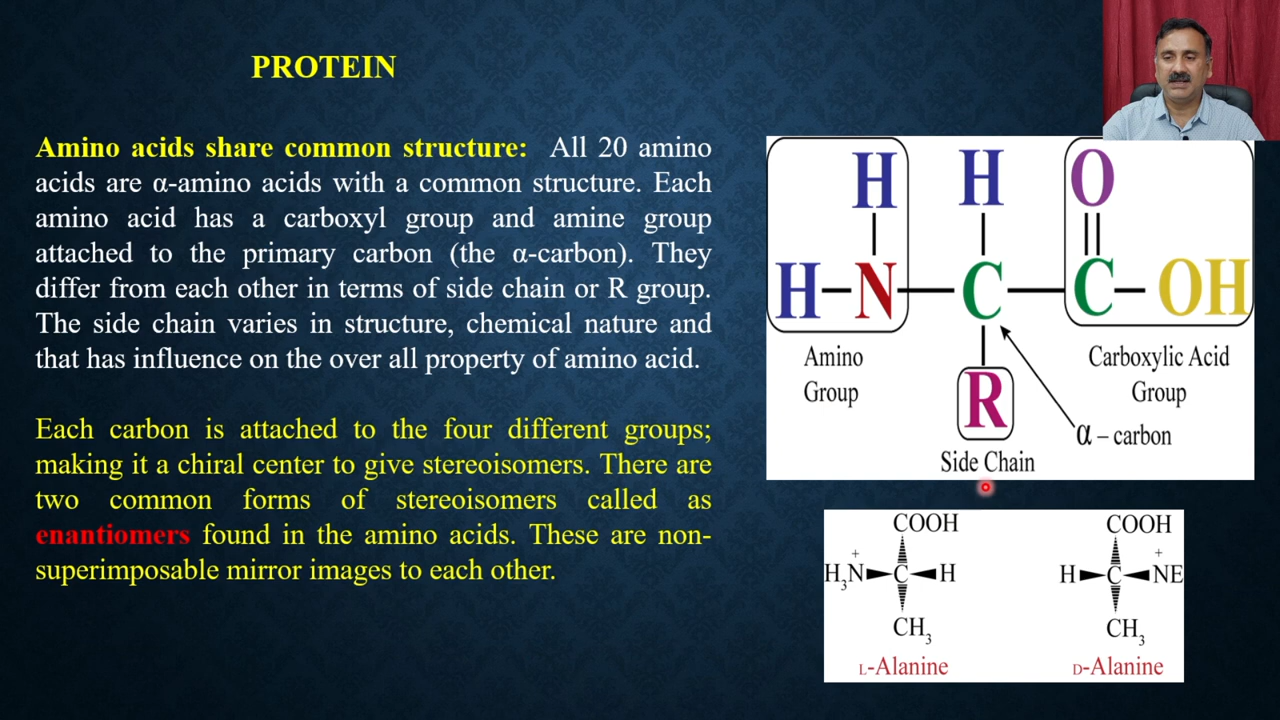 PROTEIN
Amino acids share common structure: All 20 amino
acids are α-amino acids with a common structure. Each
amino acid has a carboxyl group and amine group
attached to the primary carbon (the α-carbon). They
differ from each other in terms of side chain or R group.
The side chain varies in structure, chemical nature and
that has influence on the over all property of amino acid.
Each carbon is attached to the four different groups;
making it a chiral center to give stereoisomers. There are
two common forms of stereoisomers called as
enantiomers found in the amino acids. These are non-
superimposable mirror images to each other.
H H O
H N C C OH
Amino
Group
Carboxylic Acid
Group
R
α – carbon
Side Chain
COOH
+
H3N C H
CH3
L-Alanine
COOH
+
H C NE
CH3
D-Alanine